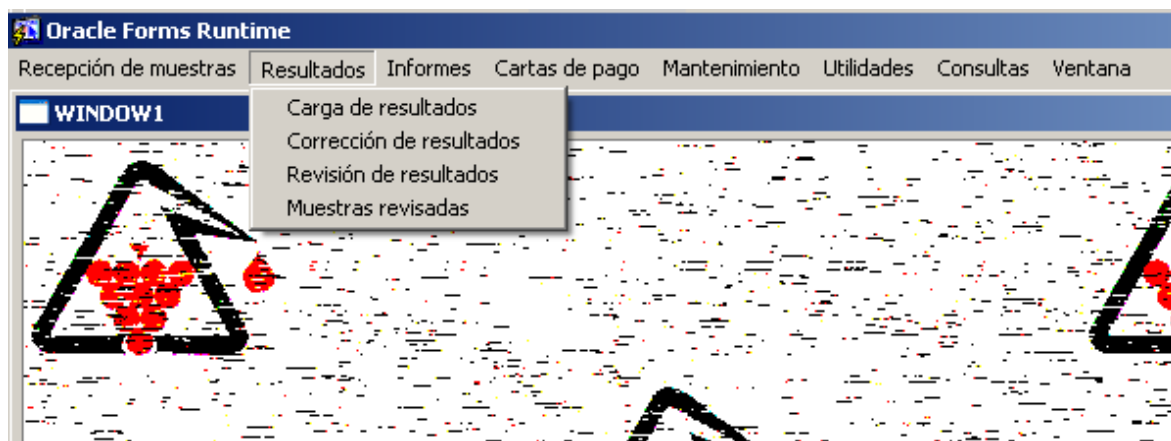 Oracle Forms Runtime
Recepción de muestras Resultados Informes Cartas de pago Mantenimiento Utilidades Consultas Ventana
WINDOW1
Carga de resultados
Corrección de resultados
Revisión de resultados
Muestras revisadas